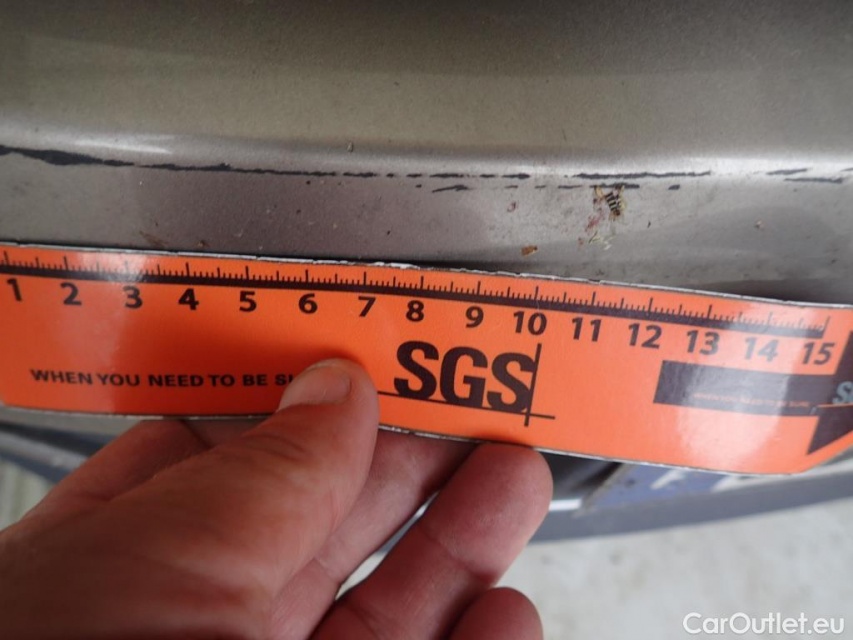 1 2 3 4 5 6 7 8 9 10 11 12 13 14 15
WHEN YOU NEED TO BE
SGS
CarOutlet.eu